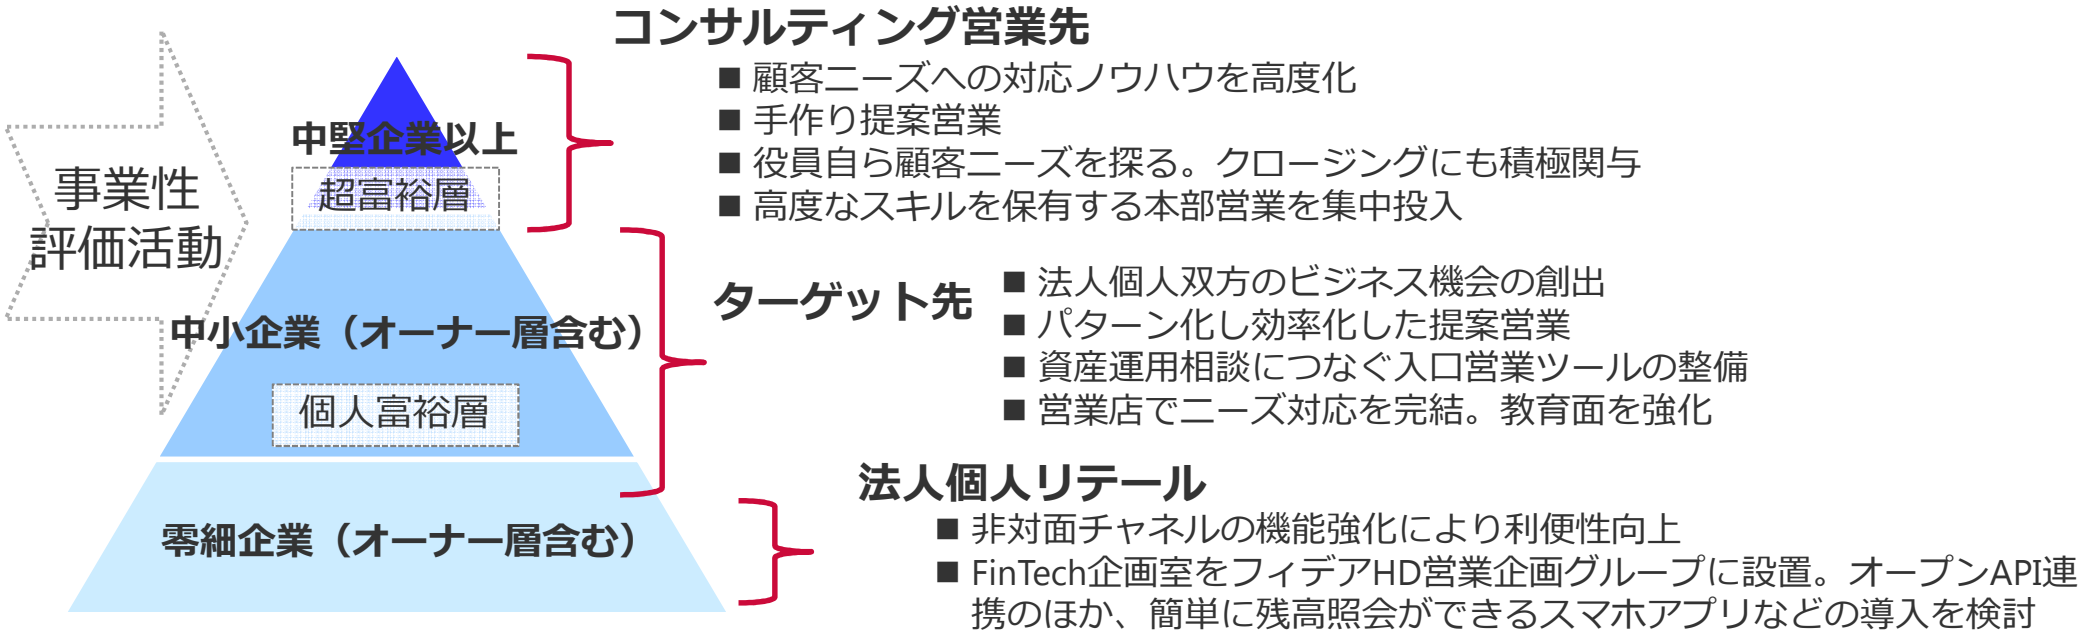 コンサルティング営業先
■ 顧客ニーズへの対応ノウハウを高度化
■ 手作り提案営業
■ 役員自ら顧客ニーズを探る。クロージングにも積極関与
■ 高度なスキルを保有する本部営業を集中投入
中堅企業以上
超富裕層
事業性
評価活動
ターゲット先
■ 法人個人双方のビジネス機会の創出
■ パターン化し効率化した提案営業
■ 資産運用相談につなぐ入口営業ツールの整備
■ 営業店でニーズ対応を完結。教育面を強化
中小企業（オーナー層含む）
個人富裕層
法人個人リテール
■ 非対面チャネルの機能強化により利便性向上
■ FinTech企画室をフィデアHD営業企画グループに設置。オープンAPI連
携のほか、簡単に残高照会ができるスマホアプリなどの導入を検討
零細企業（オーナー層含む）